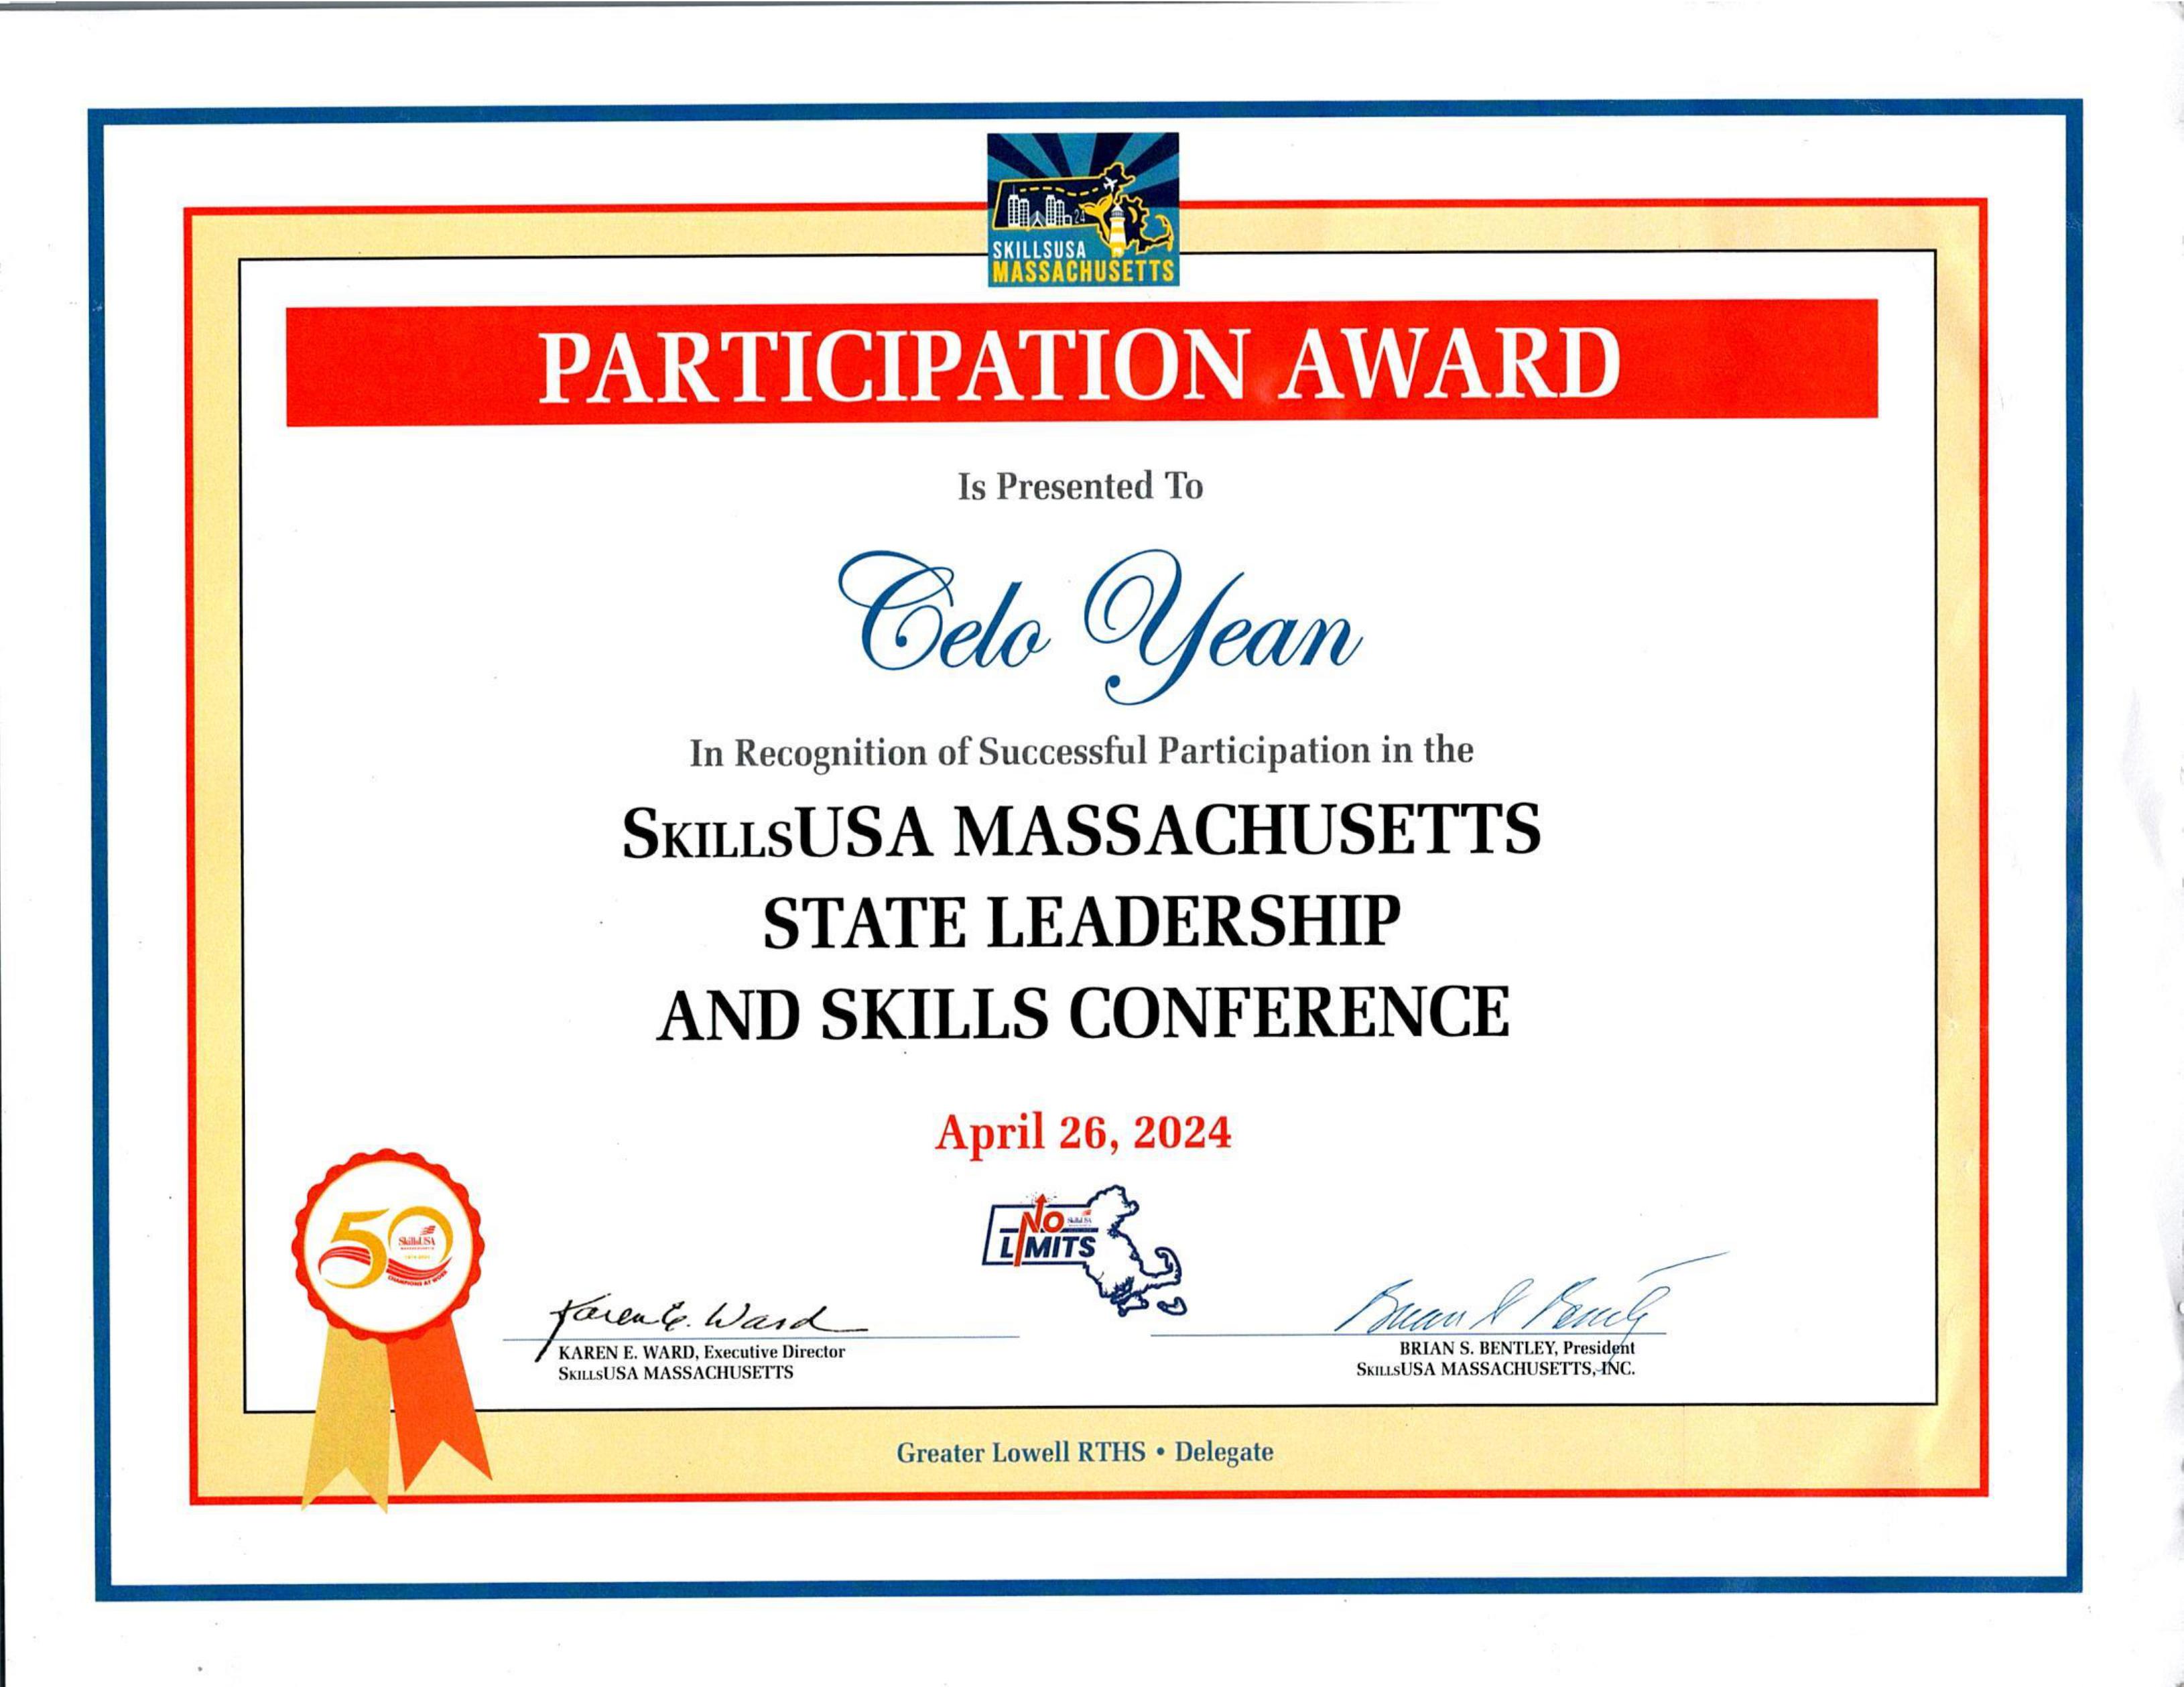 24
SKILLSUSA
MASSACHUSETTS
PARTICIPATION AWARD
Is Presented To
Celo Yean
In Recognition of Successful Participation in the
SKILLSUSA MASSACHUSETTS
STATE LEADERSHIP
AND SKILLS CONFERENCE
April 26, 2024
50
SkillsUSA
CHAMPIONS AT WORK
NO
SkillsUSA
LIMITS
Karen E. Ward
KAREN E. WARD, Executive Director
SKILLSUSA MASSACHUSETTS
Brian S Bently
BRIAN S. BENTLEY, President
SKILLSUSA MASSACHUSETTS, INC.
Greater Lowell RTHS • Delegate